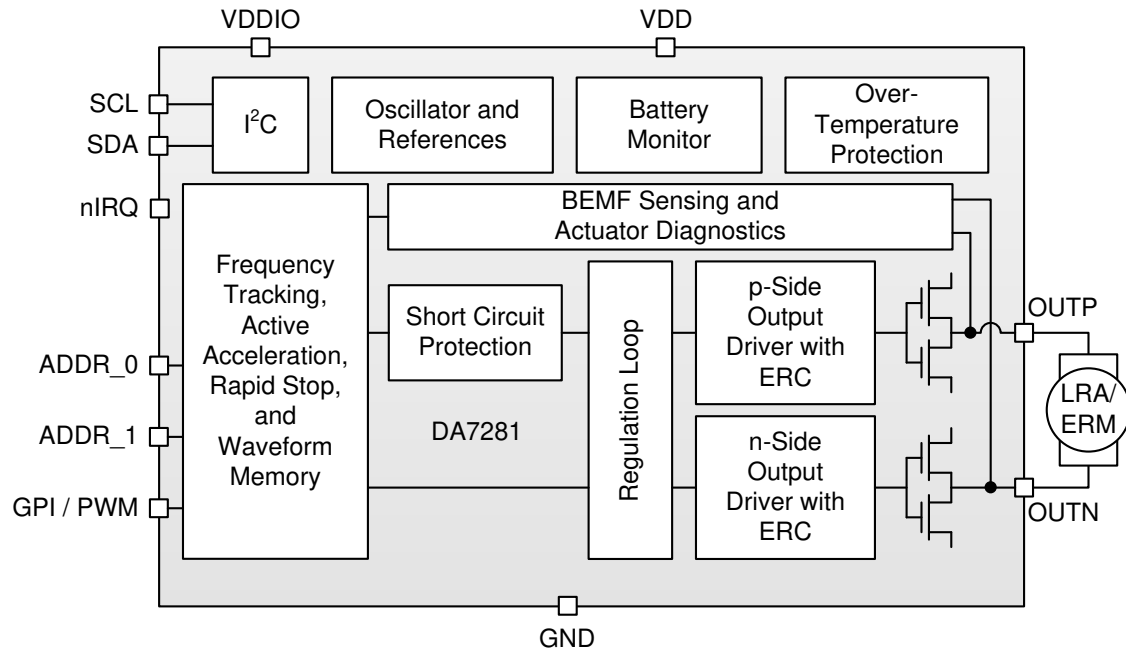 VDDIO
VDD
SCL
SDA
I²C
Oscillator and
References
Battery
Monitor
Over-
Temperature
Protection
nIRQ
BEMF Sensing and
Actuator Diagnostics
Frequency
Tracking,
Active
Acceleration,
Rapid Stop,
and
Waveform
Memory
Short Circuit
Protection
Regulation Loop
p-Side
Output
Driver with
ERC
OUTP
ADDR_0
ADDR_1
GPI / PWM
DA7281
n-Side
Output
Driver with
ERC
LRA/
ERM
OUTN
GND